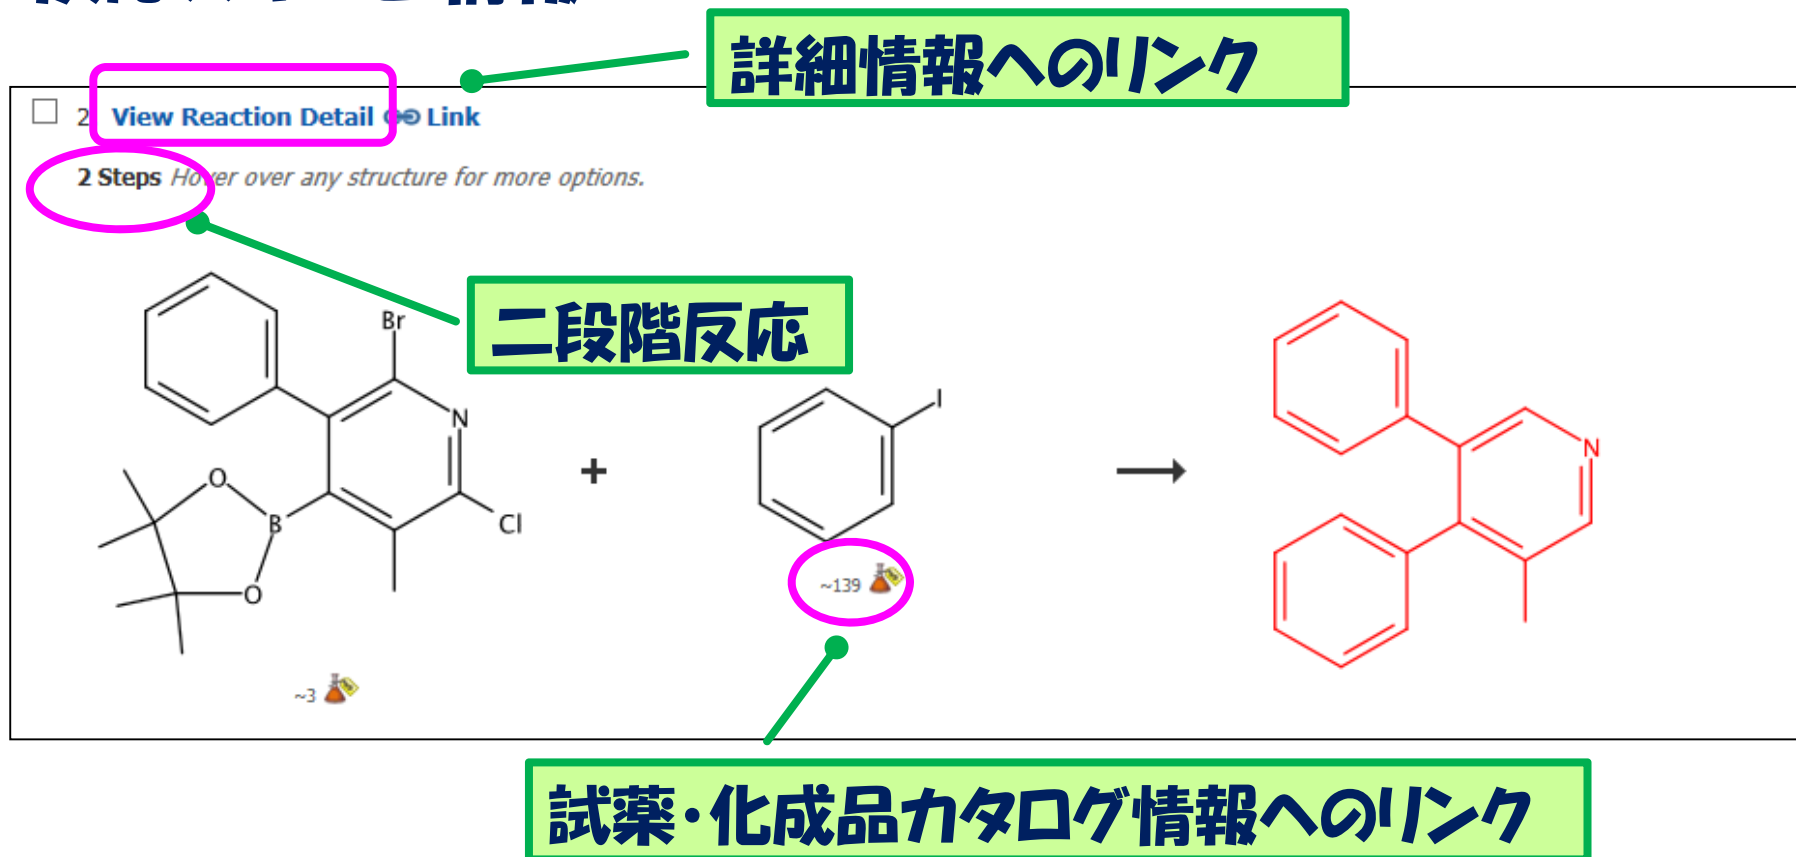 詳細情報へのリンク
2. View Reaction Detail Link
2 Steps Hover over any structure for more options.
二段階反応
Br
N
Cl
B
O
O
~3
+
I
~139
N
試薬・化成品カタログ情報へのリンク